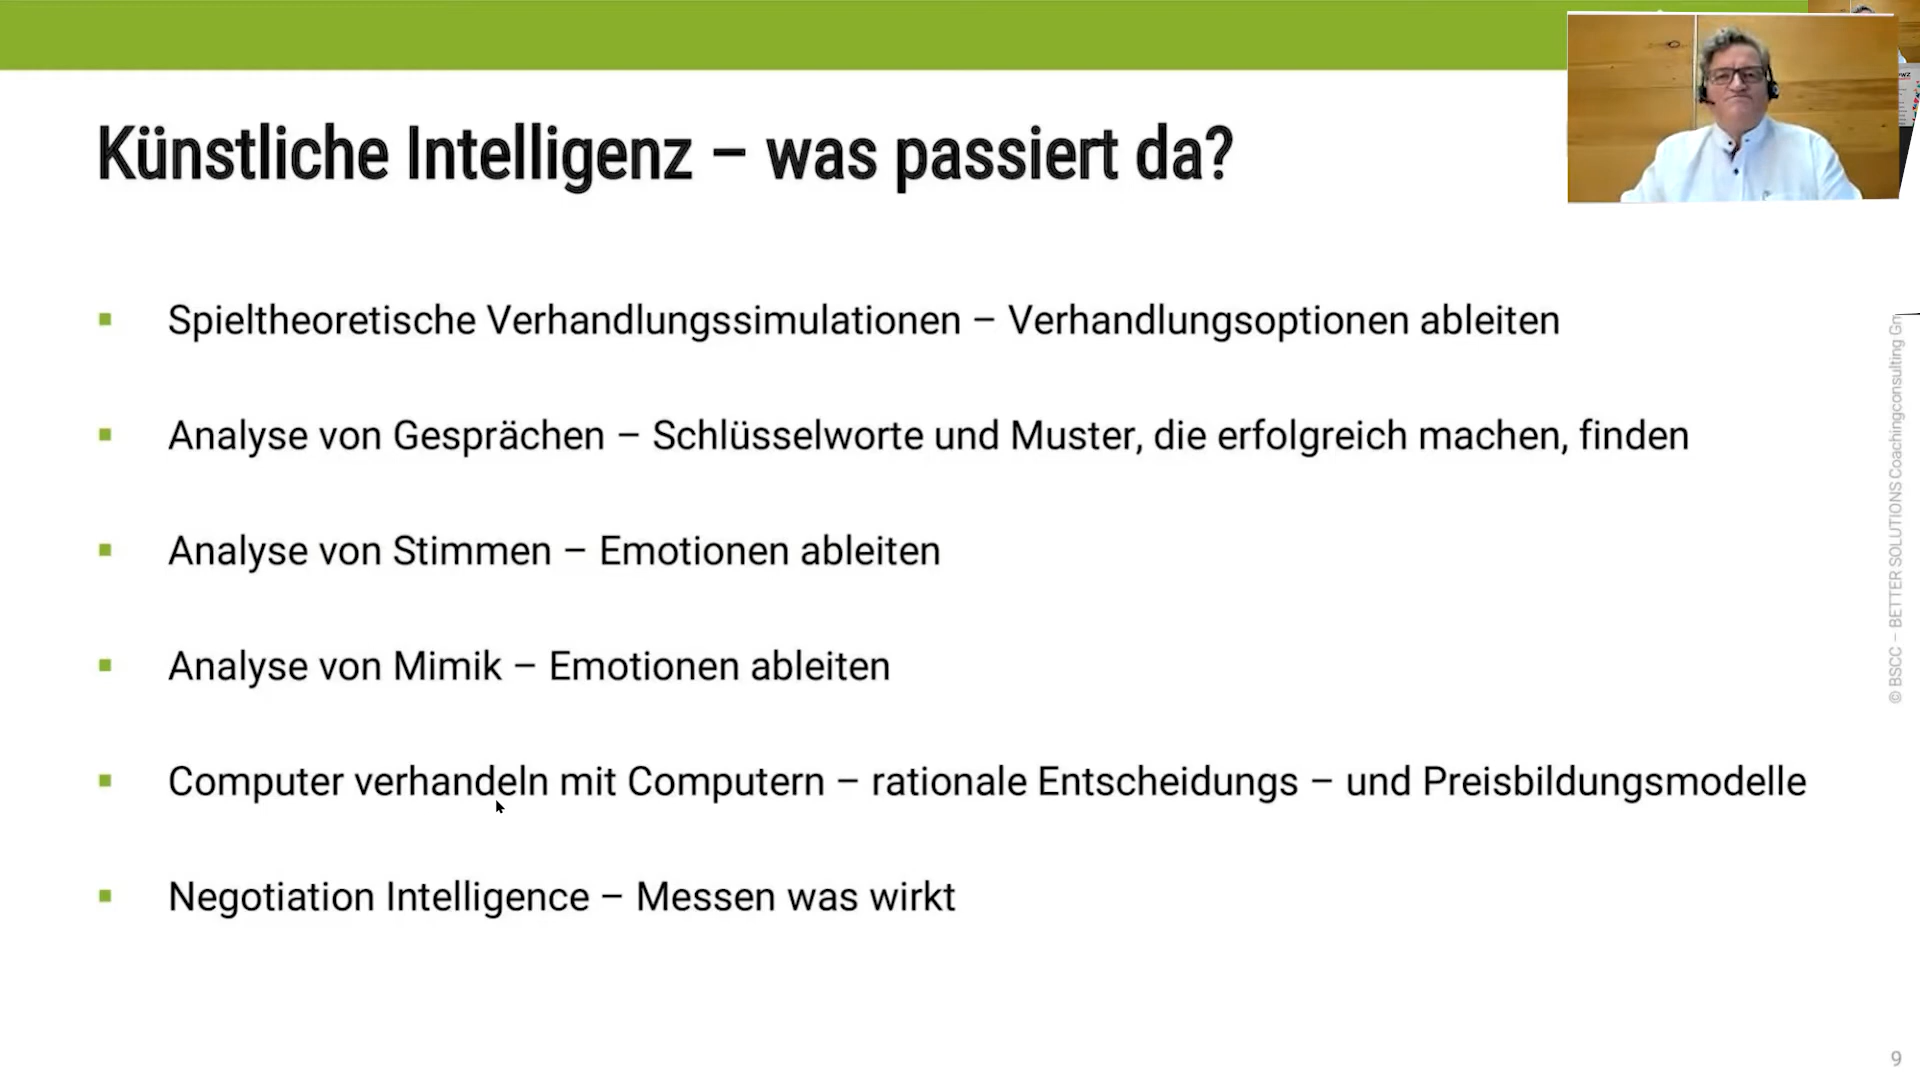 Künstliche Intelligenz – was passiert da?
Spieltheoretische Verhandlungssimulationen – Verhandlungsoptionen ableiten
Analyse von Gesprächen – Schlüsselworte und Muster, die erfolgreich machen, finden
Analyse von Stimmen – Emotionen ableiten
Analyse von Mimik – Emotionen ableiten
Computer verhandeln mit Computern – rationale Entscheidungs – und Preisbildungsmodelle
Negotiation Intelligence – Messen was wirkt
© BSCC – BETTER SOLUTIONS Coachingconsulting
9